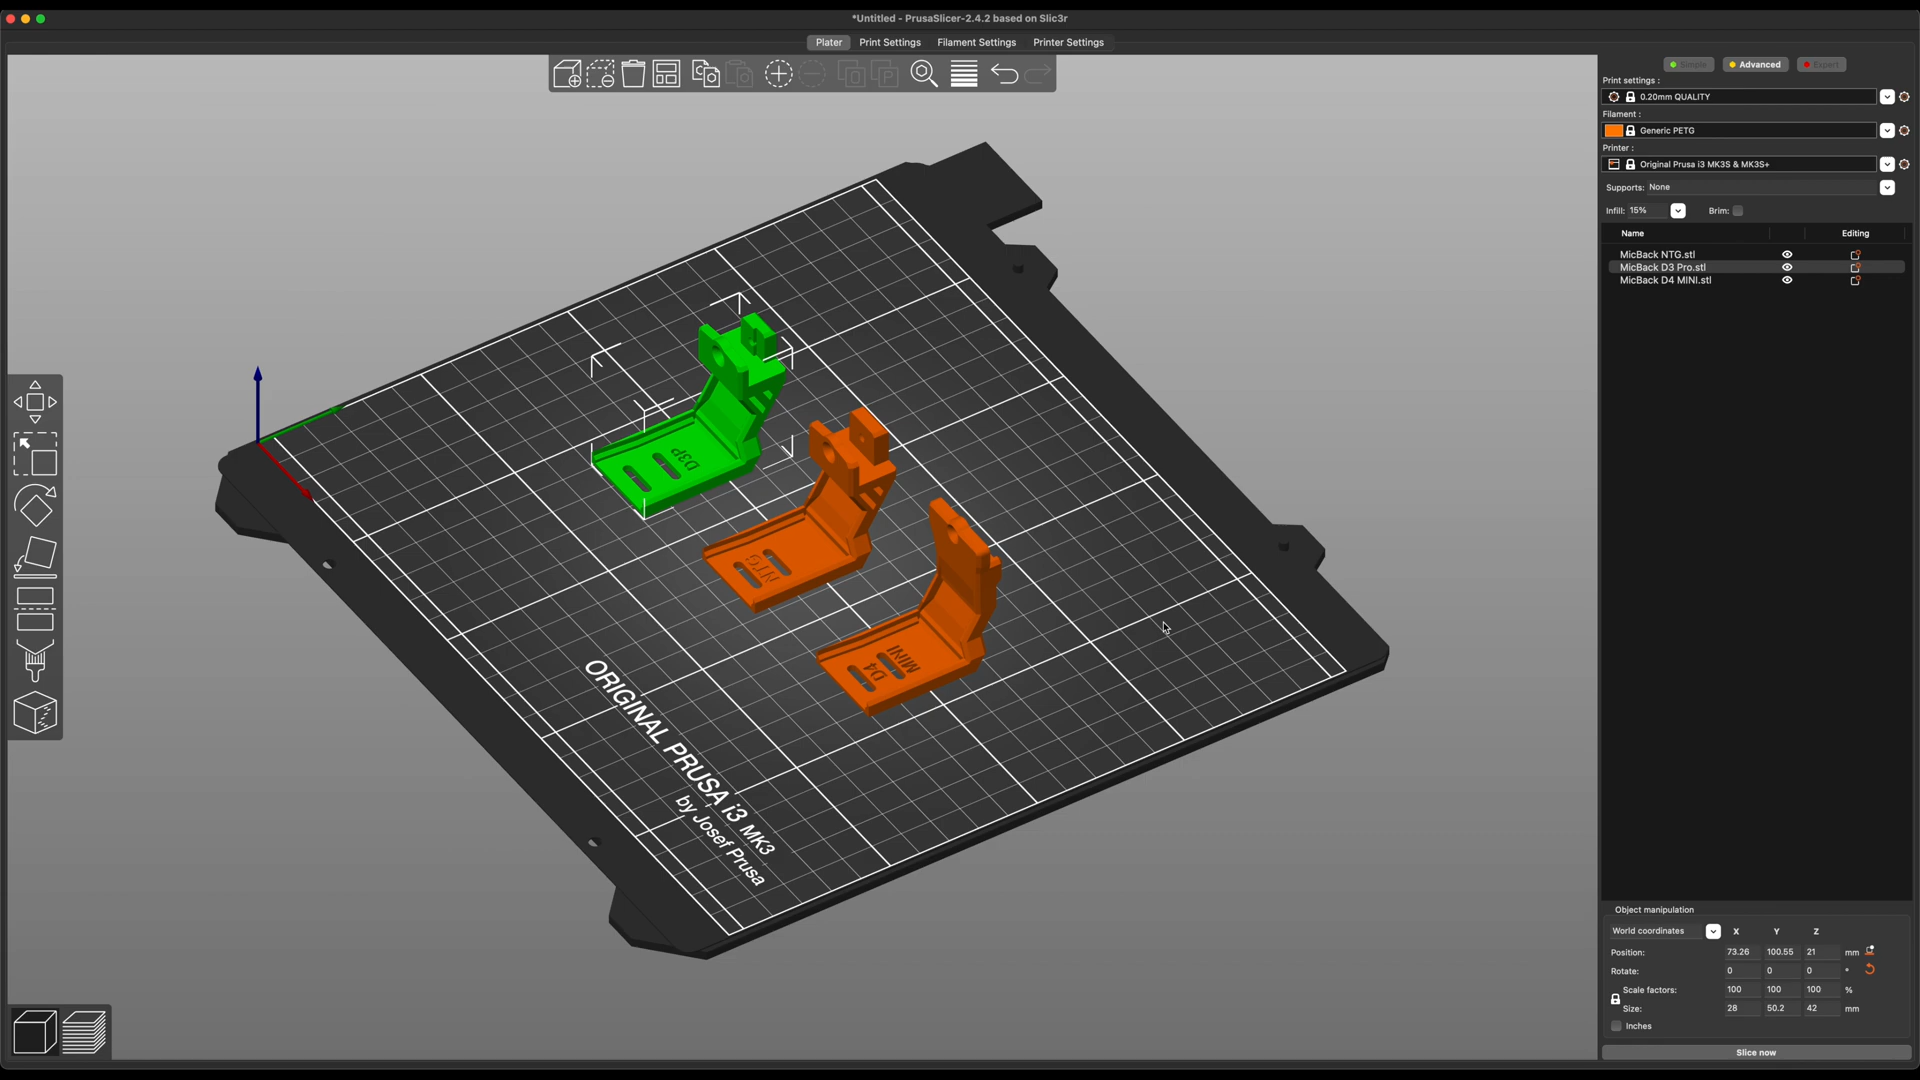 *Untitled - PrusaSlicer-2.4.2 based on Slic3r
Plater Print Settings Filament Settings Printer Settings
Simple Advanced Expert
Print settings :
0.20mm QUALITY
Filament :
Generic PETG
Printer :
Original Prusa i3 MK3S & MK3S+
Supports: None
Infill: 15% Brim:
Name Editing
MicBack NTG.stl
MicBack D3 Pro.stl
MicBack D4 MINI.stl
D3P
NTG
D4
MINI
ORIGINAL PRUSA i3 MK3
by Josef Prusa
Object manipulation
World coordinates X Y Z
Position: 73.26 100.55 21 mm
Rotate: 0 0 0 °
Scale factors: 100 100 100 %
Size: 28 50.2 42 mm
Inches
Slice now